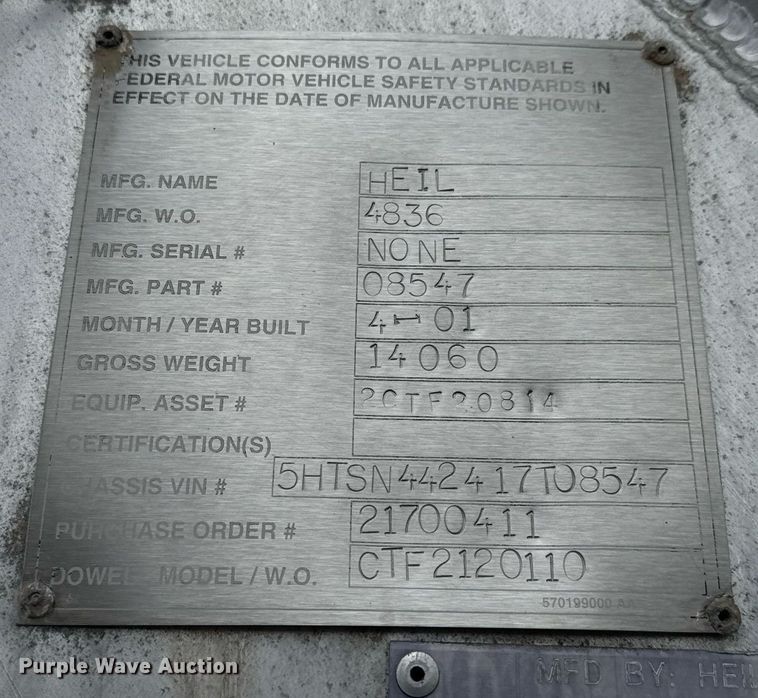 THIS VEHICLE CONFORMS TO ALL APPLICABLE
FEDERAL MOTOR VEHICLE SAFETY STANDARDS IN
EFFECT ON THE DATE OF MANUFACTURE SHOWN.
MFG. NAME HEIL
MFG. W.O. 4836
MFG. SERIAL # NONE
MFG. PART # 08547
MONTH / YEAR BUILT 4-01
GROSS WEIGHT 14060
EQUIP. ASSET #
CERTIFICATION(S)
CHASSIS VIN # 5HTSN442417T08547
PURCHASE ORDER # 21700411
DOWELL MODEL / W.O. CTF2120110
570199000
MFD BY: HEIL
Purple Wave Auction